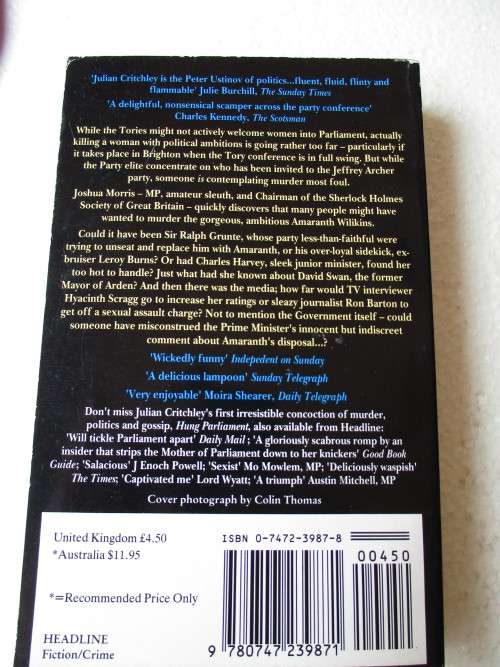 'Julian Critchley is the Peter Ustinov of politics...fluent, fluid, flinty and
flammable' Julie Burchill, The Sunday Times
'A delightful, nonsensical scamper across the party conference'
Charles Kennedy, The Scotsman
While the Tories might not actively welcome women into Parliament, actually
killing a woman with political ambitions is going rather too far – particularly if
it takes place in Brighton when the Tory conference is in full swing. But while
the Party elite concentrate on who has been invited to the Jeffrey Archer
party, someone is contemplating murder most foul.
Joshua Morris – MP, amateur sleuth, and Chairman of the Sherlock Holmes
Society of Great Britain – quickly discovers that many people might have
wanted to murder the gorgeous, ambitious Amaranth Wilikins.
Could it have been Sir Ralph Grunte, whose party less-than-faithful were
trying to unseat and replace him with Amaranth, or his over-loyal sidekick, ex-
bruiser Leroy Burns? Or had Charles Harvey, sleek junior minister, found her
too hot to handle? Just what had she known about David Swan, the former
Mayor of Arden? And then there was the media; how far would TV interviewer
Hyacinth Scragg go to increase her ratings or sleazy journalist Ron Barton to
get off a sexual assault charge? Not to mention the Government itself – could
someone have misconstrued the Prime Minister's innocent but indiscreet
comment about Amaranth's disposal...?
'Wickedly funny' Indepedent on Sunday
'A delicious lampoon' Sunday Telegraph
'Very enjoyable' Moira Shearer, Daily Telegraph
Don't miss Julian Critchley's first irresistible concoction of murder,
politics and gossip, Hung Parliament, also available from Headline:
'Will tickle Parliament apart' Daily Mail ; 'A gloriously scabrous romp by an
insider that strips the Mother of Parliament down to her knickers' Good Book
Guide; 'Salacious' J Enoch Powell; 'Sexist' Mo Mowlem, MP; 'Deliciously waspish'
The Times; 'Captivated me' Lord Wyatt; 'A triumph' Austin Mitchell, MP
Cover photograph by Colin Thomas
United Kingdom £4.50
*Australia $11.95
*=Recommended Price Only
HEADLINE
Fiction/Crime
ISBN 0-7472-3987-8
00450
9 780747 239871